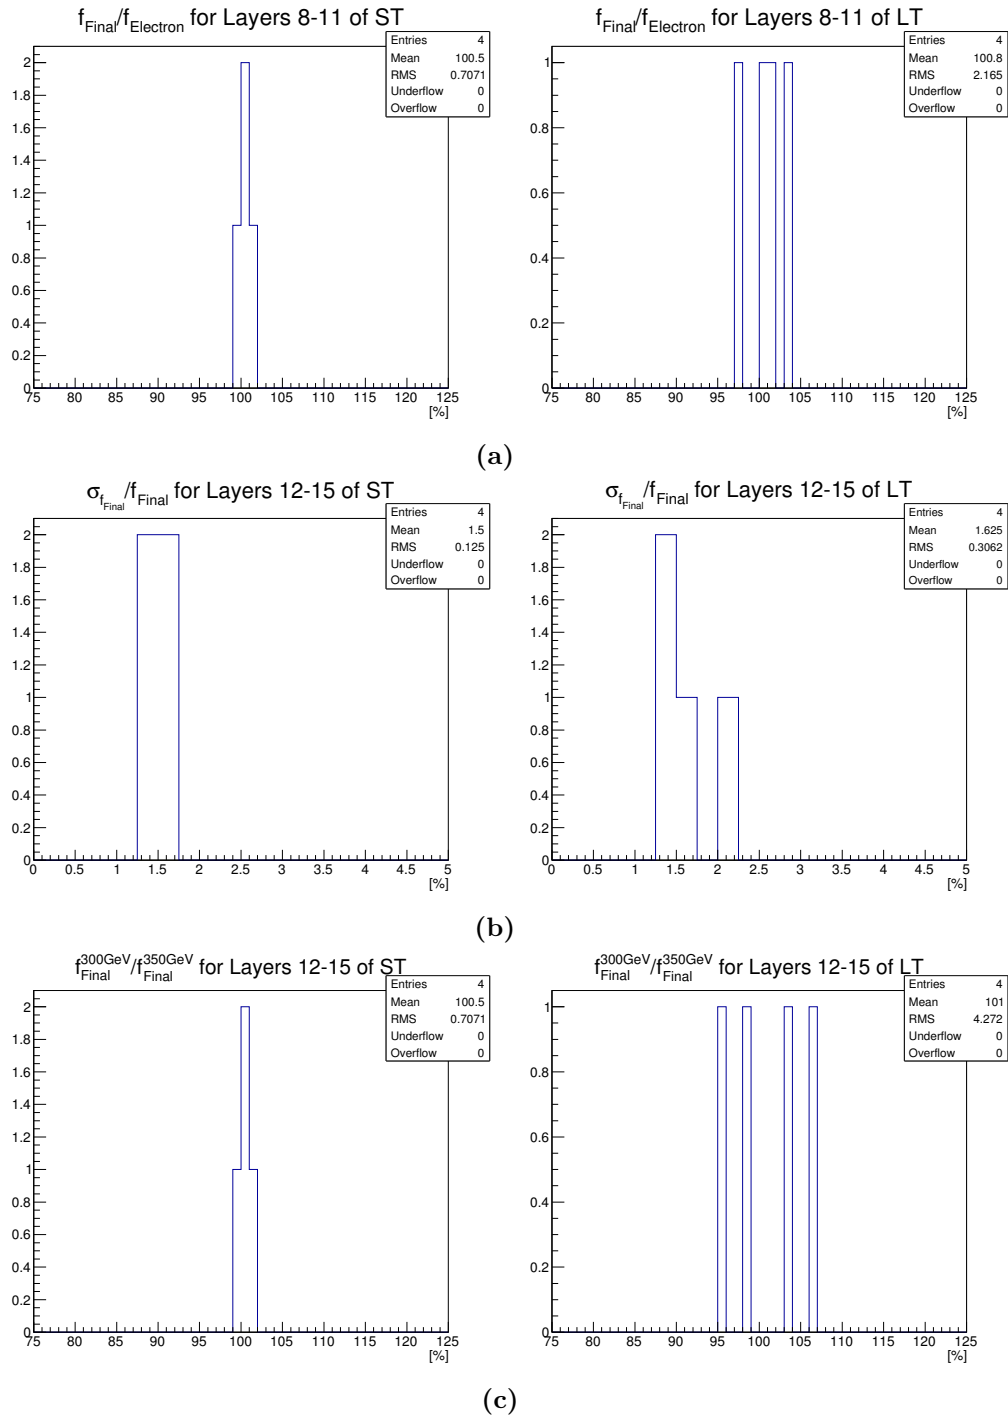 f_Final/f_Electron for Layers 8-11 of ST
Entries 4
Mean 100.5
RMS 0.7071
Underflow 0
Overflow 0
2
1.8
1.6
1.4
1.2
1
0.8
0.6
0.4
0.2
0
75 80 85 90 95 100 105 110 115 120 125
[%]
f_Final/f_Electron for Layers 8-11 of LT
Entries 4
Mean 100.8
RMS 2.165
Underflow 0
Overflow 0
1
0.8
0.6
0.4
0.2
0
75 80 85 90 95 100 105 110 115 120 125
[%]
(a)
σ_f_Final/f_Final for Layers 12-15 of ST
Entries 4
Mean 1.5
RMS 0.125
Underflow 0
Overflow 0
2
1.8
1.6
1.4
1.2
1
0.8
0.6
0.4
0.2
0
0 0.5 1 1.5 2 2.5 3 3.5 4 4.5 5
[%]
σ_f_Final/f_Final for Layers 12-15 of LT
Entries 4
Mean 1.625
RMS 0.3062
Underflow 0
Overflow 0
2
1.8
1.6
1.4
1.2
1
0.8
0.6
0.4
0.2
0
0 0.5 1 1.5 2 2.5 3 3.5 4 4.5 5
[%]
(b)
f_Final^300GeV/f_Final^350GeV for Layers 12-15 of ST
Entries 4
Mean 100.5
RMS 0.7071
Underflow 0
Overflow 0
2
1.8
1.6
1.4
1.2
1
0.8
0.6
0.4
0.2
0
75 80 85 90 95 100 105 110 115 120 125
[%]
f_Final^300GeV/f_Final^350GeV for Layers 12-15 of LT
Entries 4
Mean 101
RMS 4.272
Underflow 0
Overflow 0
1
0.8
0.6
0.4
0.2
0
75 80 85 90 95 100 105 110 115 120 125
[%]
(c)